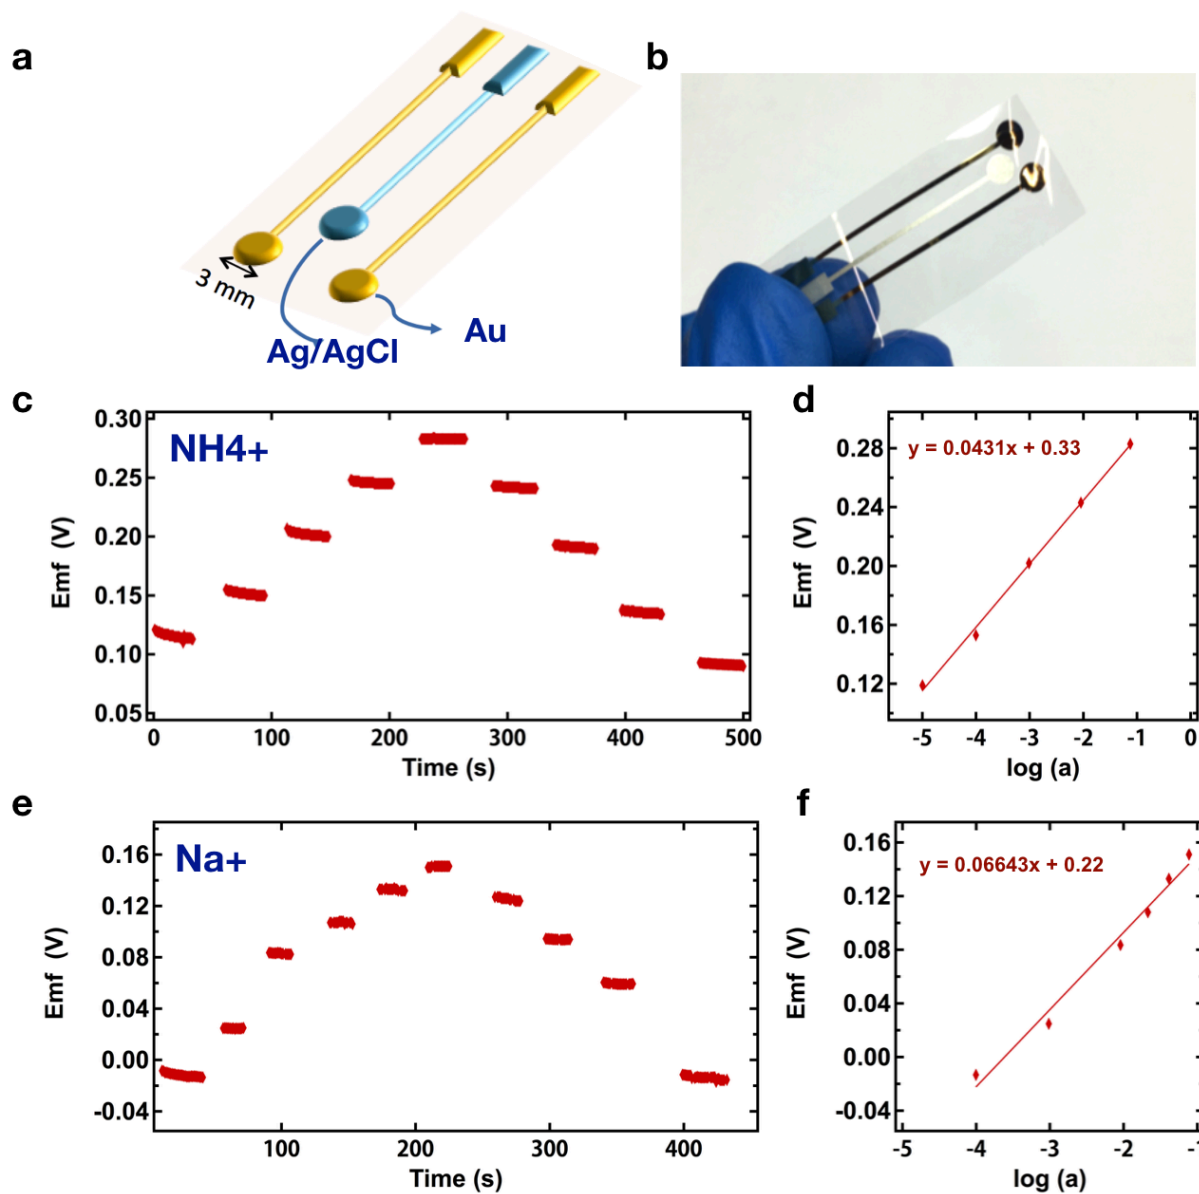 a
b
3 mm
Ag/AgCl
Au
c
NH4+
0.30
0.25
0.20
0.15
0.10
0.05
Emf (V)
0
100
200
300
400
500
Time (s)
d
y = 0.0431x + 0.33
0.28
0.24
0.20
0.16
0.12
Emf (V)
-5
-4
-3
-2
-1
0
log (a)
e
Na+
0.16
0.12
0.08
0.04
0.00
-0.04
Emf (V)
100
200
300
400
Time (s)
f
y = 0.06643x + 0.22
0.16
0.12
0.08
0.04
0.00
-0.04
Emf (V)
-5
-4
-3
-2
-1
log (a)